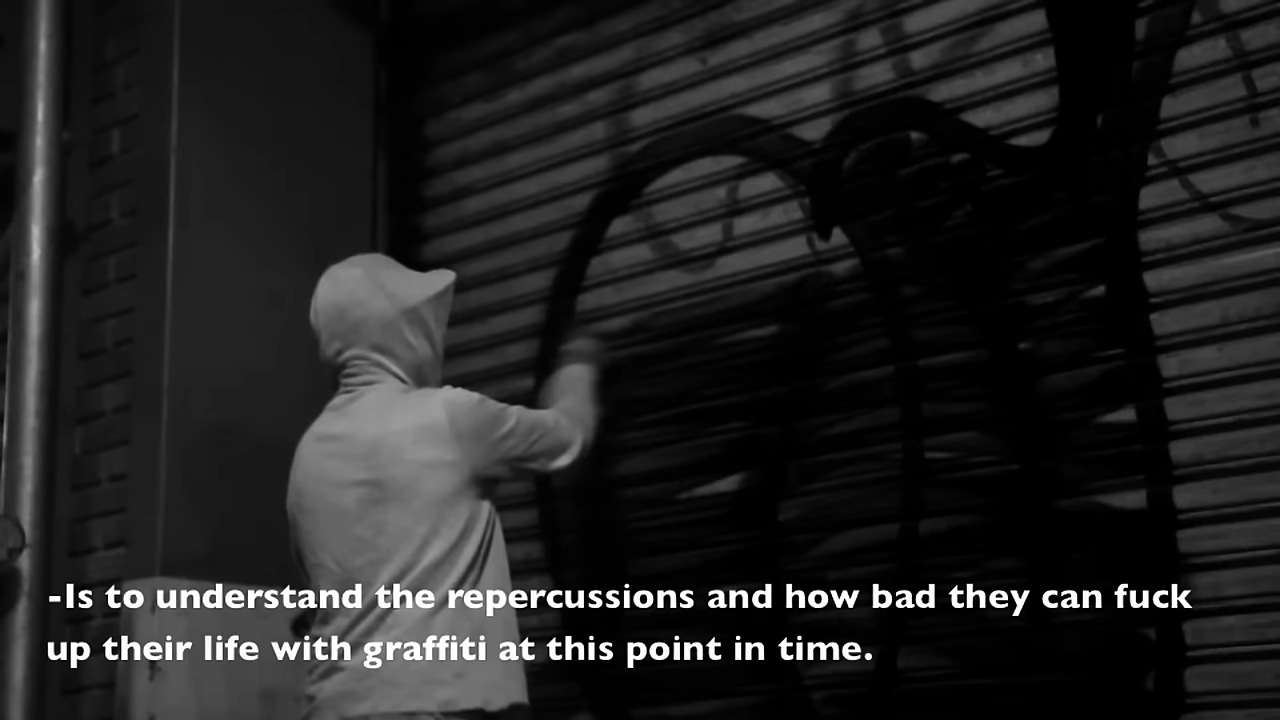 -Is to understand the repercussions and how bad they can fuck
up their life with graffiti at this point in time.